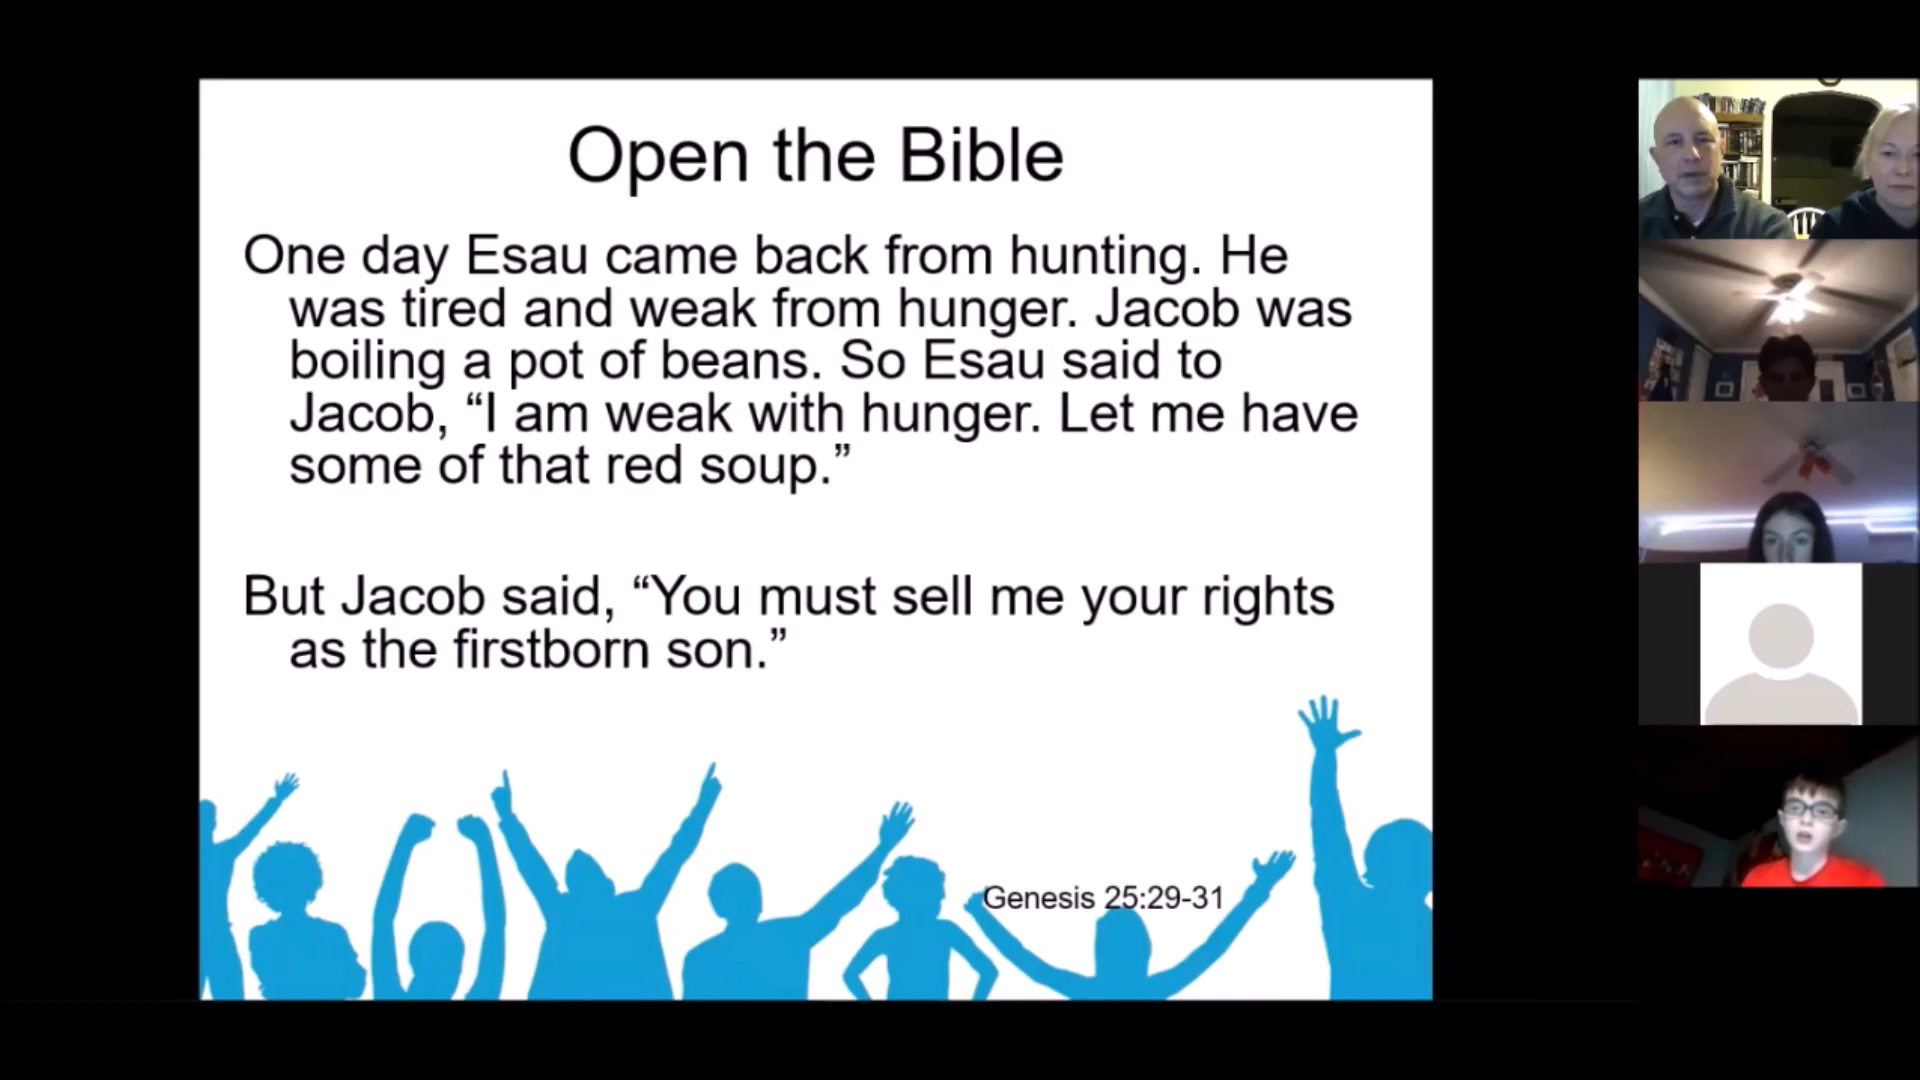 Open the Bible
One day Esau came back from hunting. He
was tired and weak from hunger. Jacob was
boiling a pot of beans. So Esau said to
Jacob, “I am weak with hunger. Let me have
some of that red soup.”
But Jacob said, “You must sell me your rights
as the firstborn son.”
Genesis 25:29-31